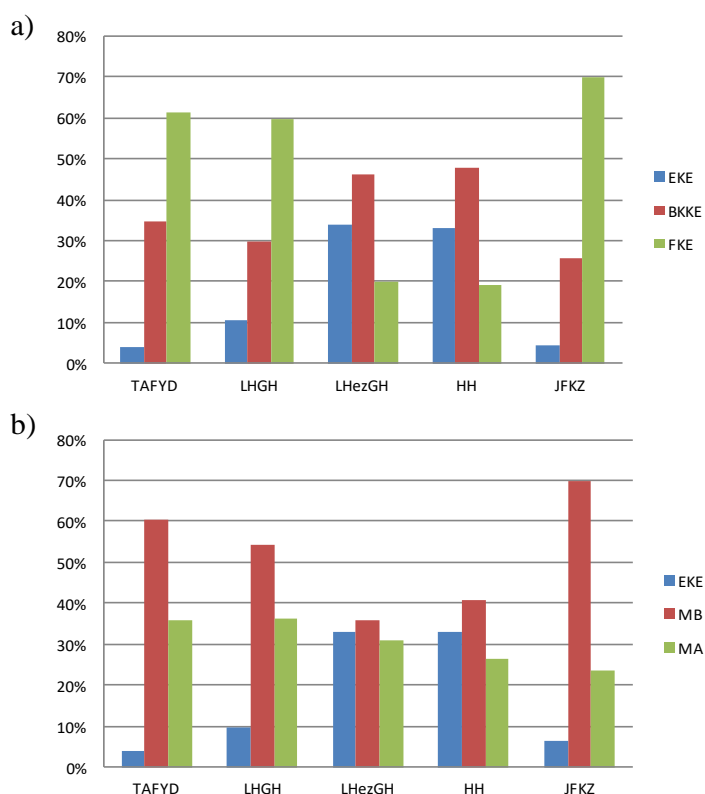 a)
80%
70%
60%
50%
40%
30%
20%
10%
0%
TAFYD LHGH LHezGH HH JFKZ
EKE
BKKE
FKE
b)
80%
70%
60%
50%
40%
30%
20%
10%
0%
TAFYD LHGH LHezGH HH JFKZ
EKE
MB
MA